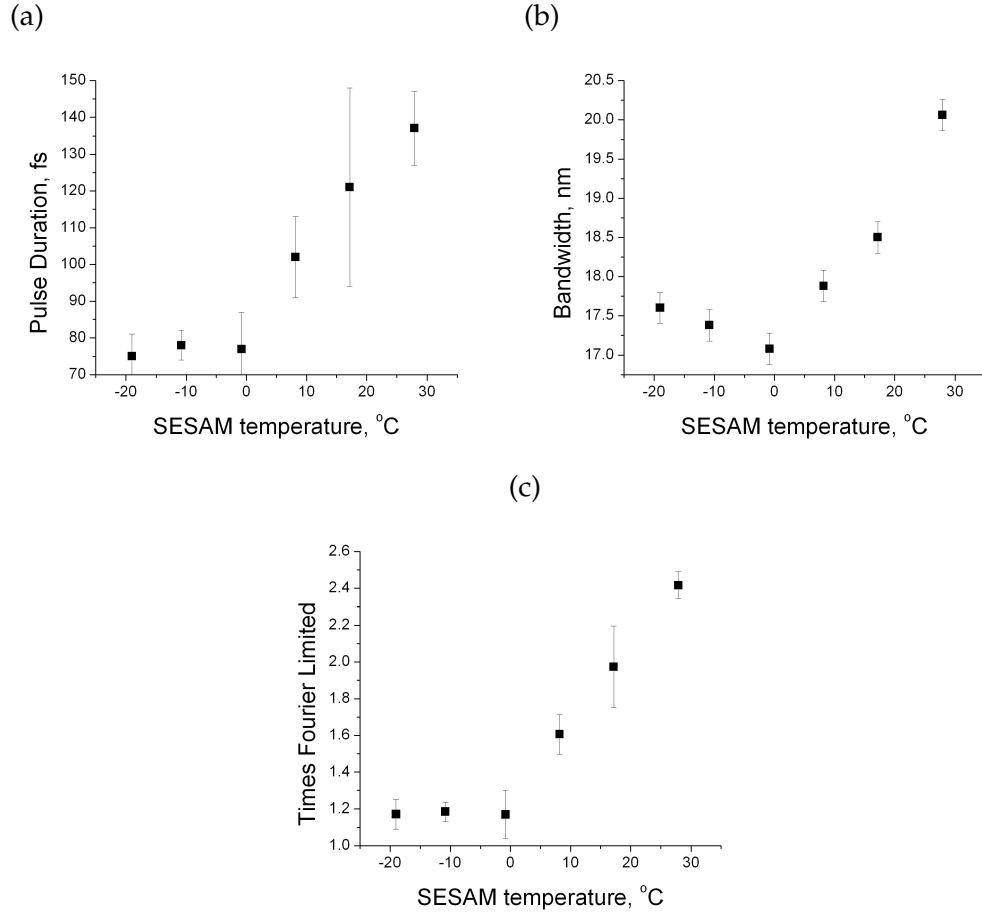 (a)
(b)
150
140
130
120
110
100
90
80
70
Pulse Duration, fs
-20 -10 0 10 20 30
SESAM temperature, °C
20.5
20.0
19.5
19.0
18.5
18.0
17.5
17.0
Bandwidth, nm
-20 -10 0 10 20 30
SESAM temperature, °C
(c)
2.6
2.4
2.2
2.0
1.8
1.6
1.4
1.2
1.0
Times Fourier Limited
-20 -10 0 10 20 30
SESAM temperature, °C